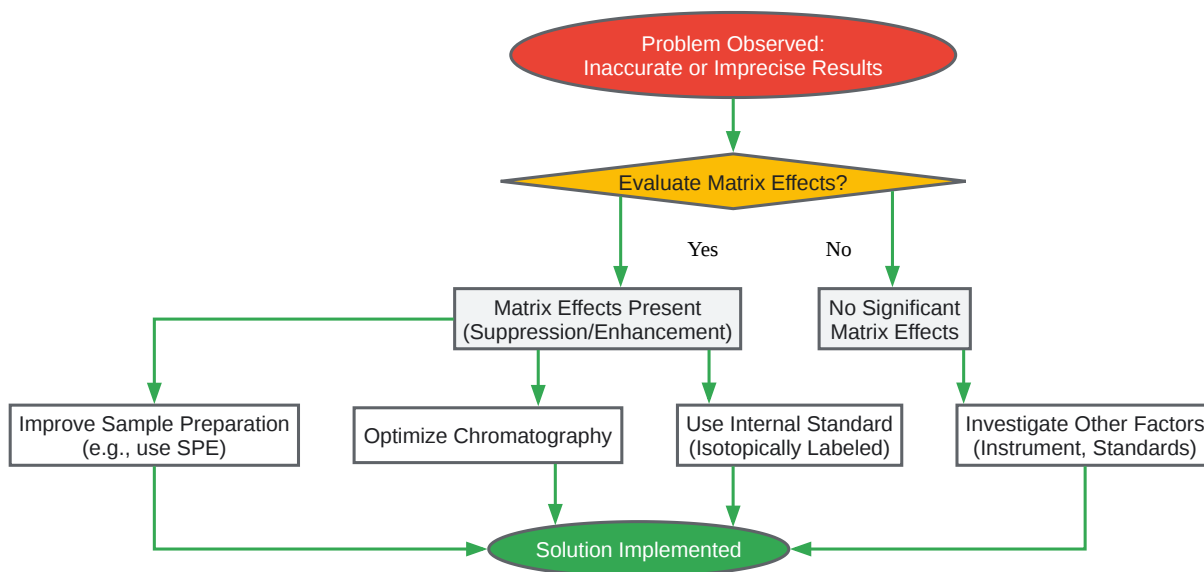 Problem Observed:
Inaccurate or Imprecise Results
Evaluate Matrix Effects?
Yes
No
Matrix Effects Present
(Suppression/Enhancement)
No Significant
Matrix Effects
Improve Sample Preparation
(e.g., use SPE)
Optimize Chromatography
Use Internal Standard
(Isotopically Labeled)
Investigate Other Factors
(Instrument, Standards)
Solution Implemented